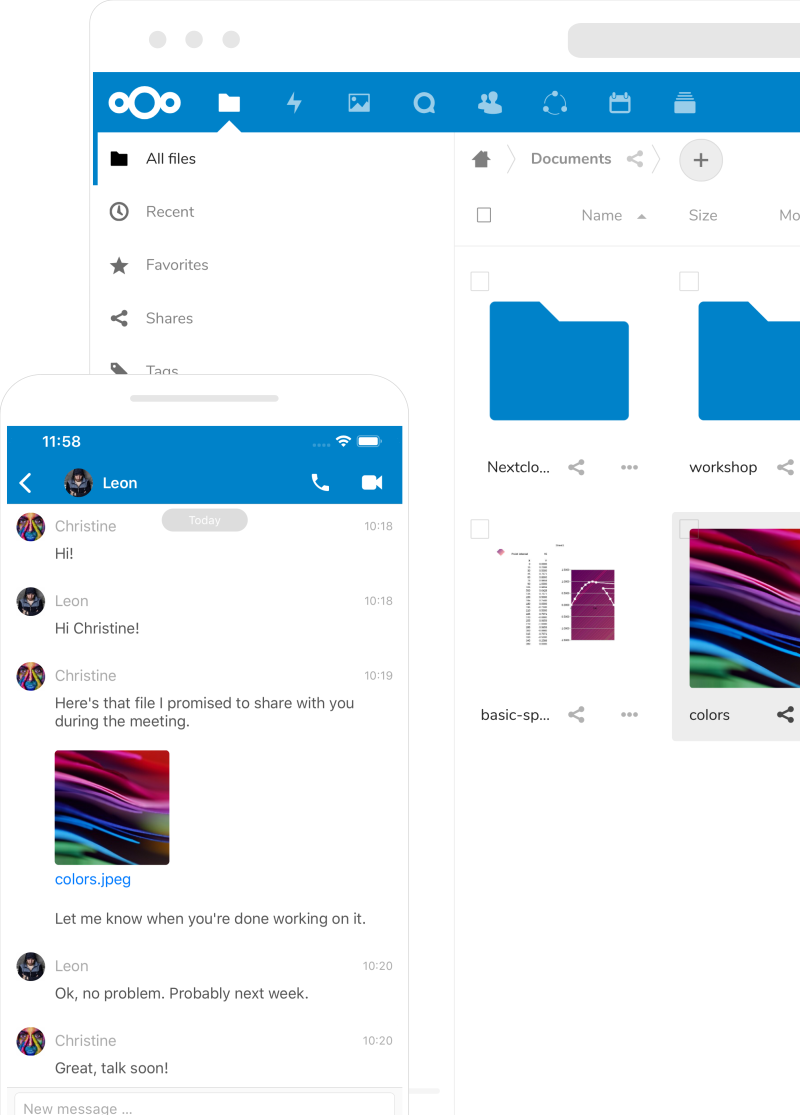 All files
Recent
Favorites
Shares
Tags
Documents
+
Name
Size
Nextclo...
workshop
basic-sp...
colors
11:58
Leon
Today
Christine
10:18
Hi!
Leon
10:18
Hi Christine!
Christine
10:19
Here's that file I promised to share with you
during the meeting.
colors.jpeg
Let me know when you're done working on it.
Leon
10:20
Ok, no problem. Probably next week.
Christine
10:20
Great, talk soon!
New message ...